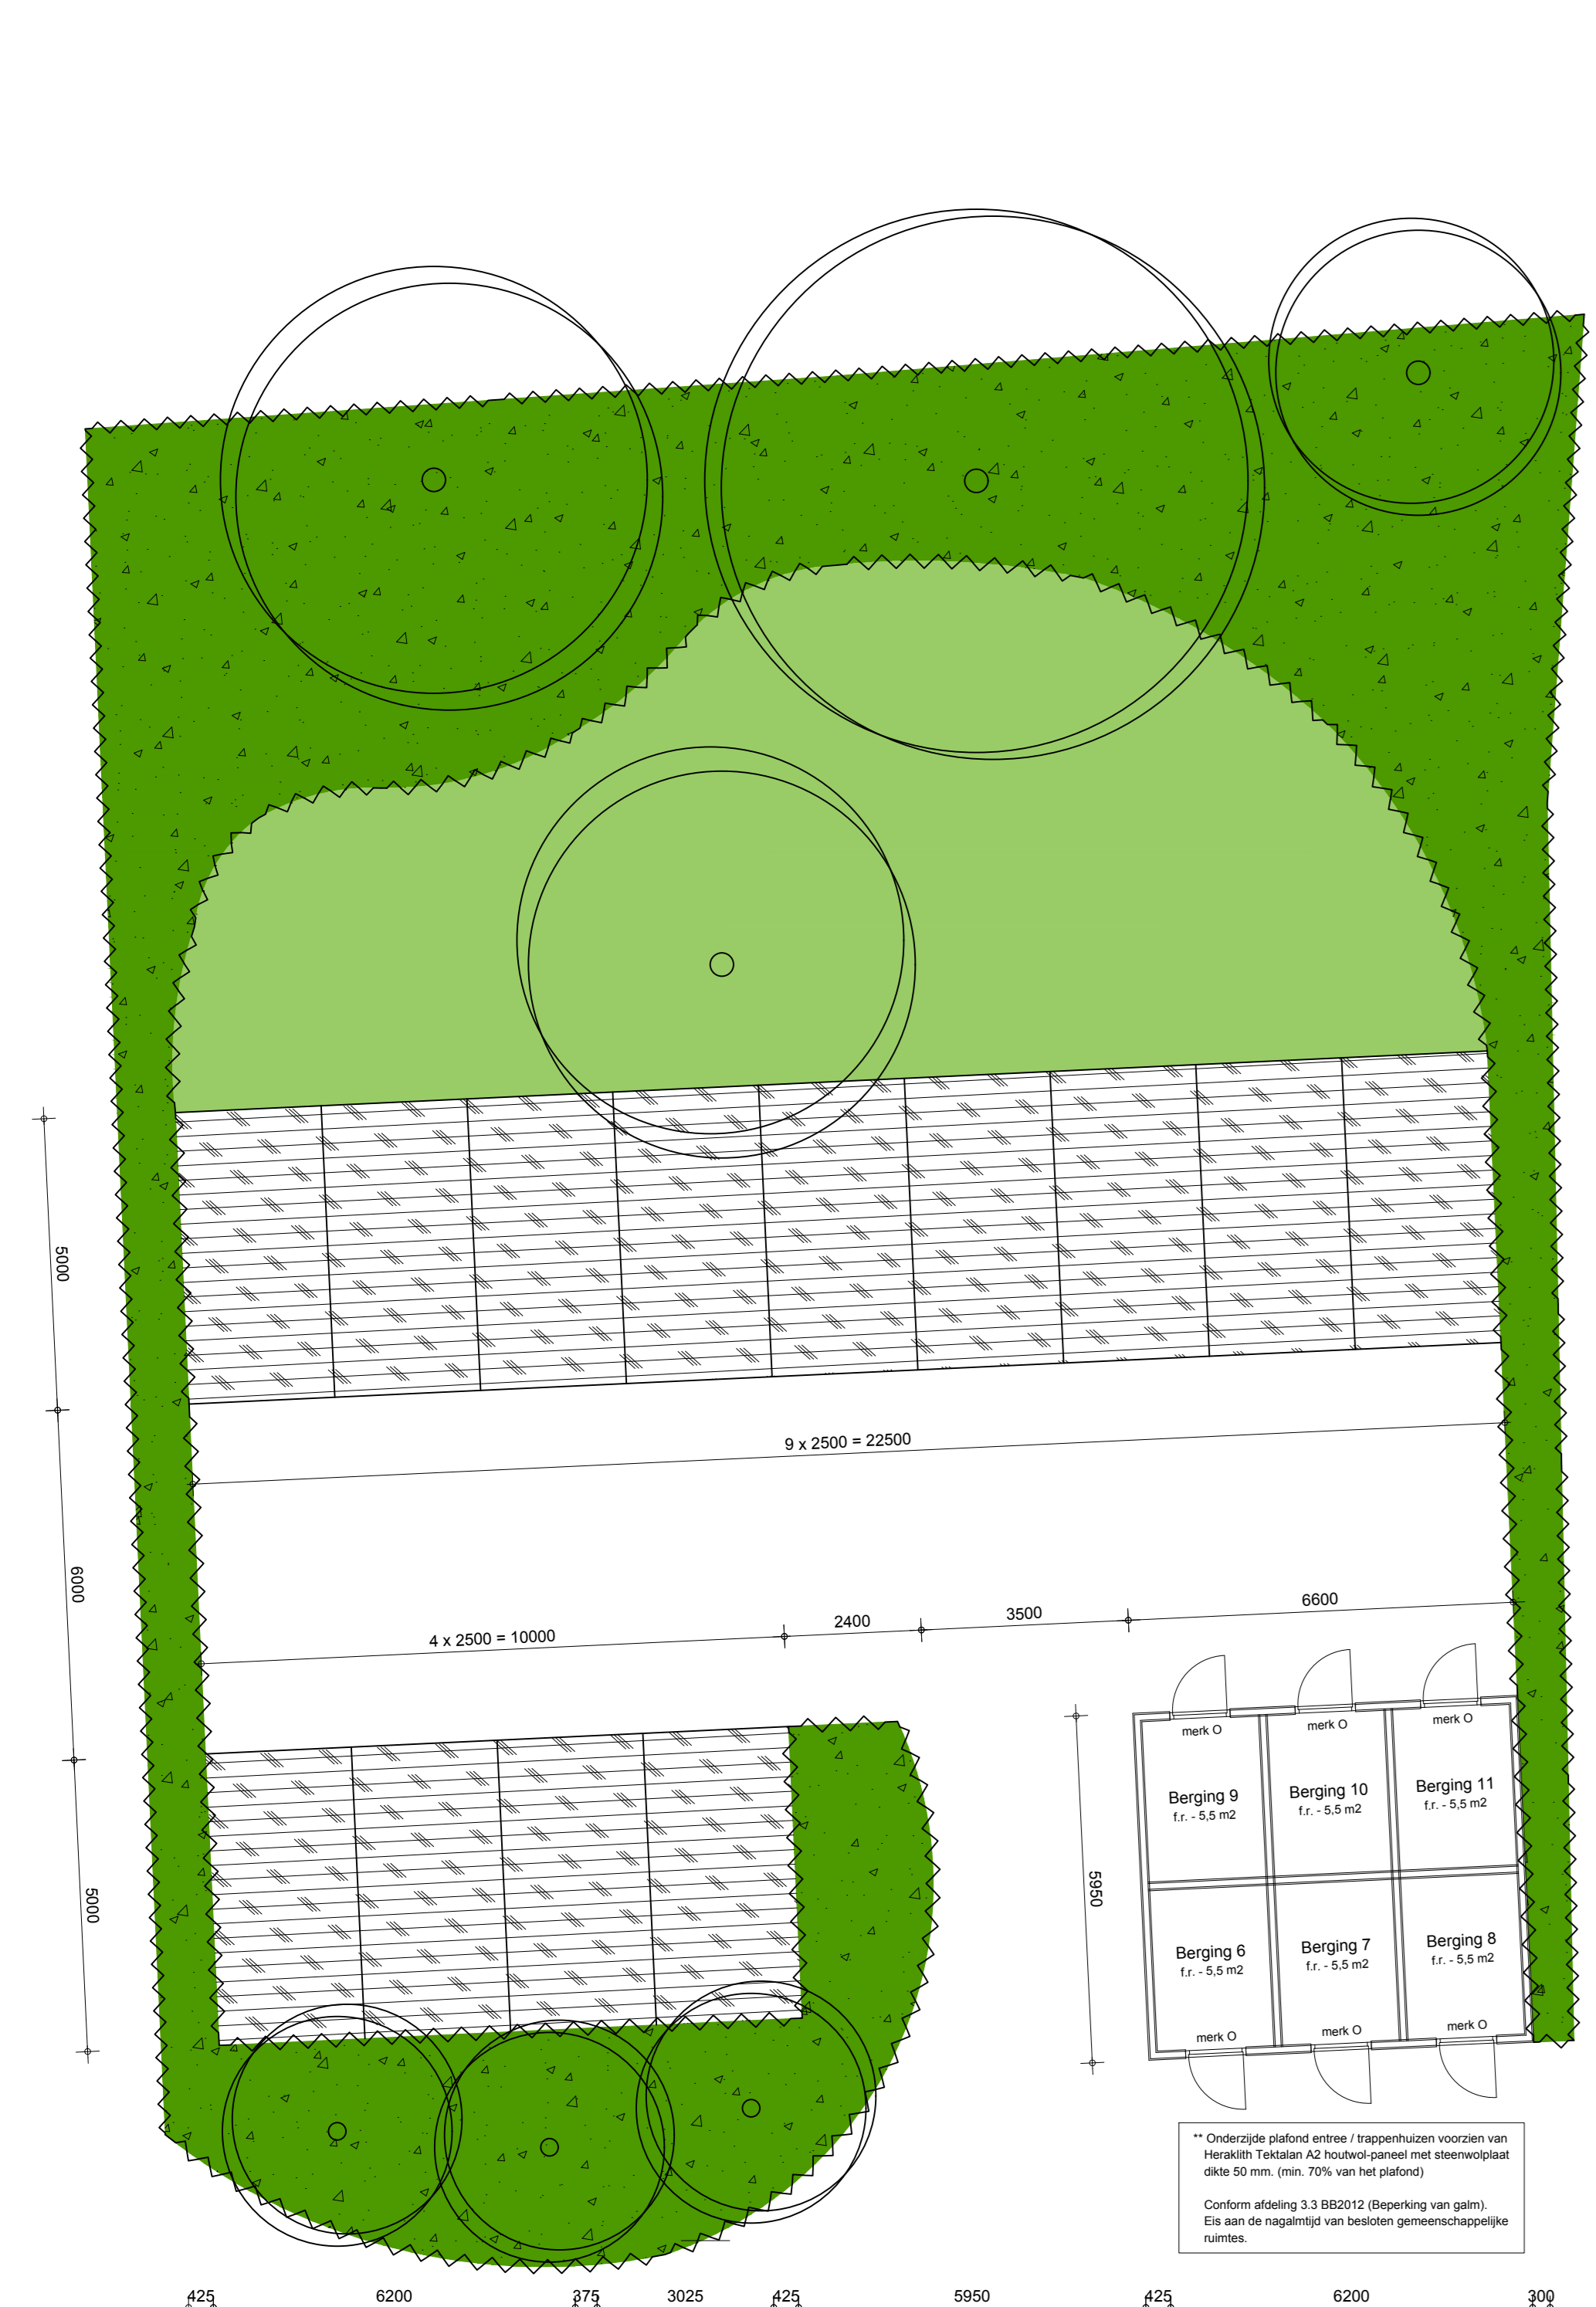 5000
9 x 2500 = 22500
6000
4 x 2500 = 10000
2400
3500
6600
merk O
merk O
merk O
Berging 9
f.r. - 5,5 m2
Berging 10
f.r. - 5,5 m2
Berging 11
f.r. - 5,5 m2
5000
5950
Berging 6
f.r. - 5,5 m2
Berging 7
f.r. - 5,5 m2
Berging 8
f.r. - 5,5 m2
merk O
merk O
merk O
** Onderzijde plafond entree / trappenhuizen voorzien van
Heraklith Tektalan A2 houtwol-paneel met steenwolplaat
dikte 50 mm. (min. 70% van het plafond)
Conform afdeling 3.3 BB2012 (Beperking van galm).
Eis aan de nagalmtijd van besloten gemeenschappelijke
ruimtes.
425 6200 375 3025 425 5950 425 6200 300